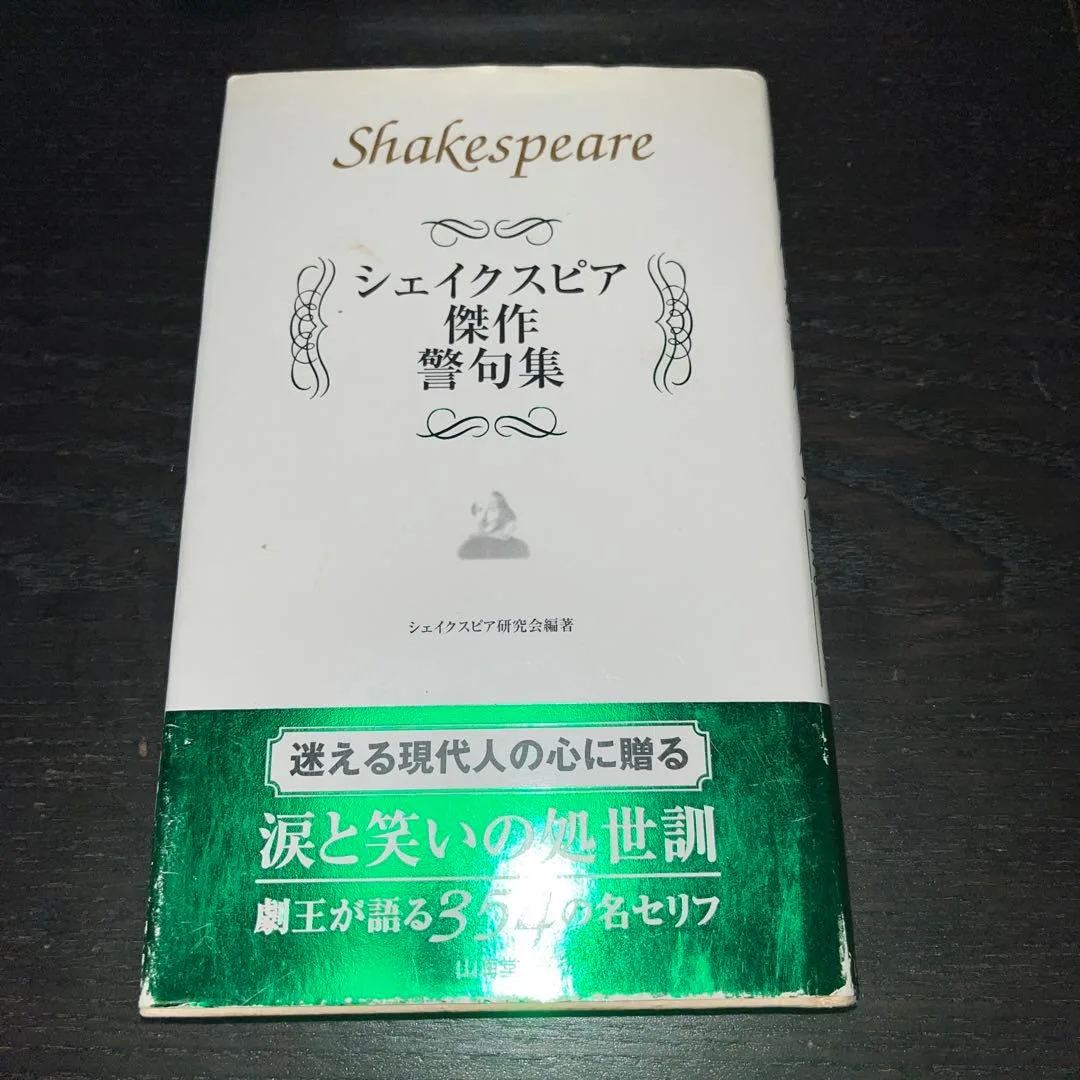 Shakespeare
シェイクスピア
傑作
警句集
シェイクスピア研究会編著
迷える現代人の心に贈る
涙と笑いの処世訓
劇王が語る354の名セリフ
山海堂